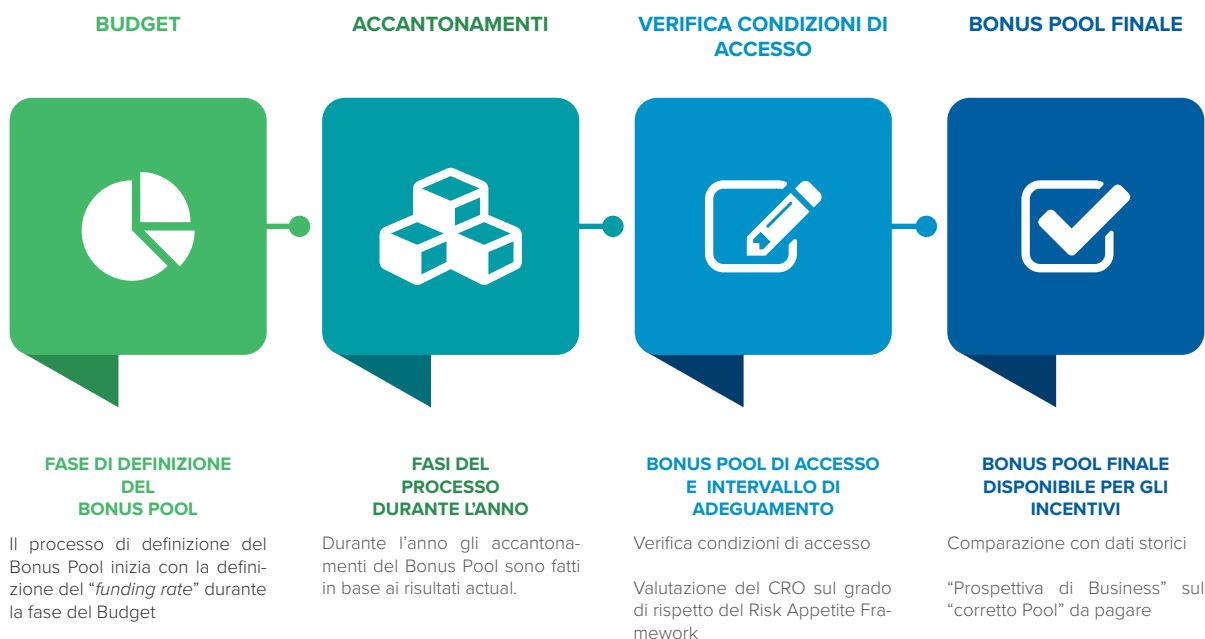 BUDGET
ACCANTONAMENTI
VERIFICA CONDIZIONI DI
ACCESSO
BONUS POOL FINALE
FASE DI DEFINIZIONE
DEL
BONUS POOL
Il processo di definizione del
Bonus Pool inizia con la defini-
zione del “funding rate” durante
la fase del Budget
FASI DEL
PROCESSO
DURANTE L’ANNO
Durante l’anno gli accantona-
menti del Bonus Pool sono fatti
in base ai risultati actual.
BONUS POOL DI ACCESSO
E INTERVALLO DI
ADEGUAMENTO
Verifica condizioni di accesso
Valutazione del CRO sul grado
di rispetto del Risk Appetite Fra-
mework
BONUS POOL FINALE
DISPONIBILE PER GLI
INCENTIVI
Comparazione con dati storici
“Prospettiva di Business” sul
“corretto Pool” da pagare